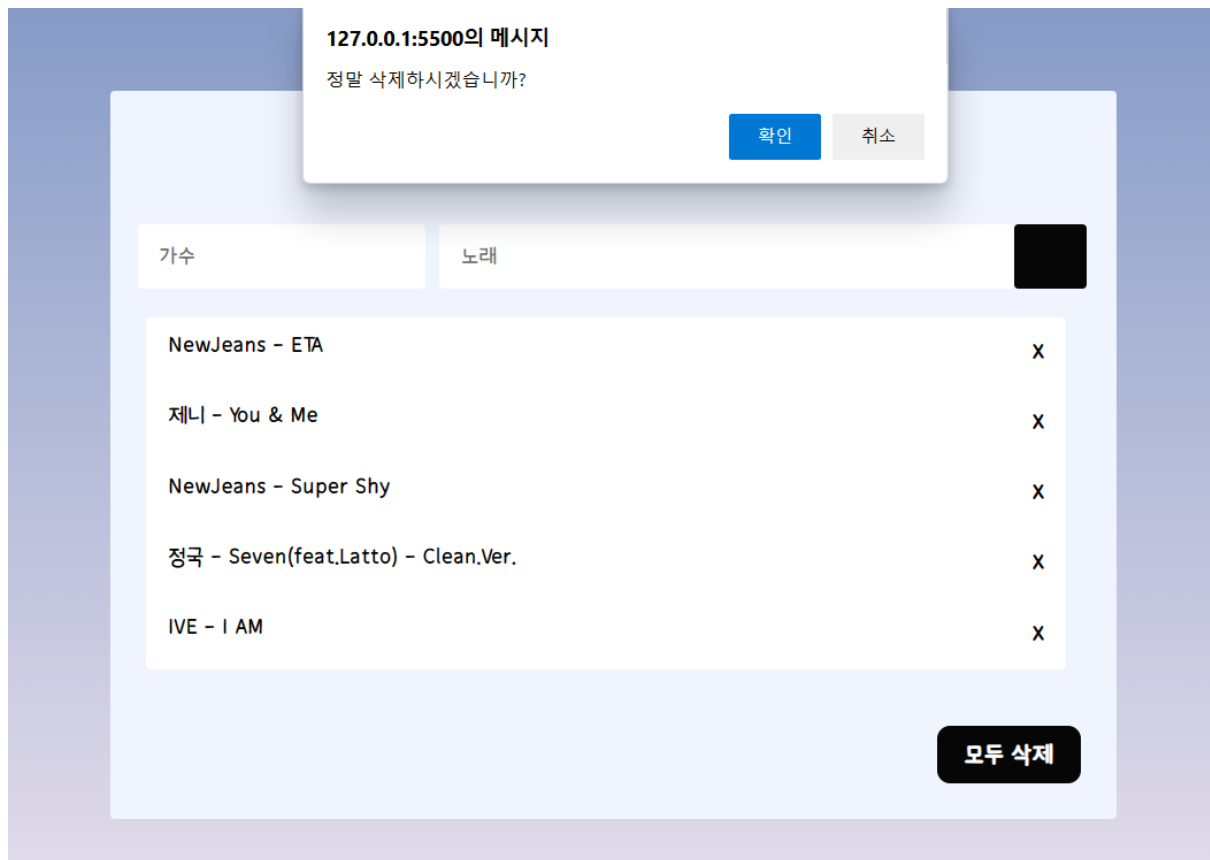 127.0.0.1:5500의 메시지
정말 삭제하시겠습니까?
확인 취소
가수 노래
NewJeans - ETA X
제니 - You & Me X
NewJeans - Super Shy X
정국 - Seven(feat.Latto) - Clean.Ver. X
IVE - I AM X
모두 삭제